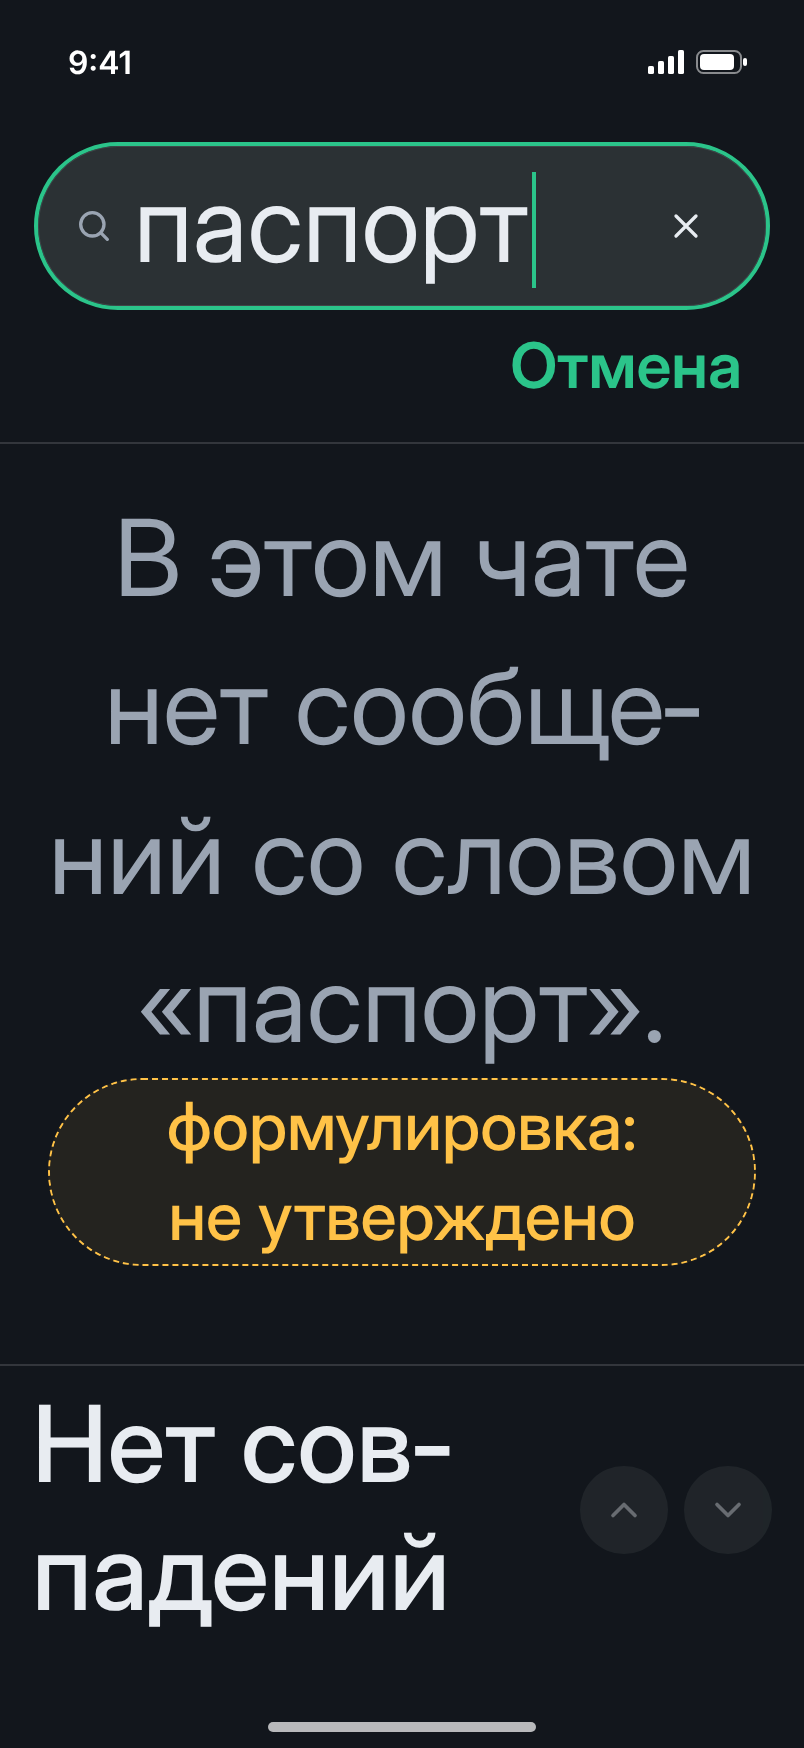 9:41
паспорт
Отмена
В этом чате
нет сообще-
ний со словом
«паспорт».
формулировка:
не утверждено
Нет сов-
падений